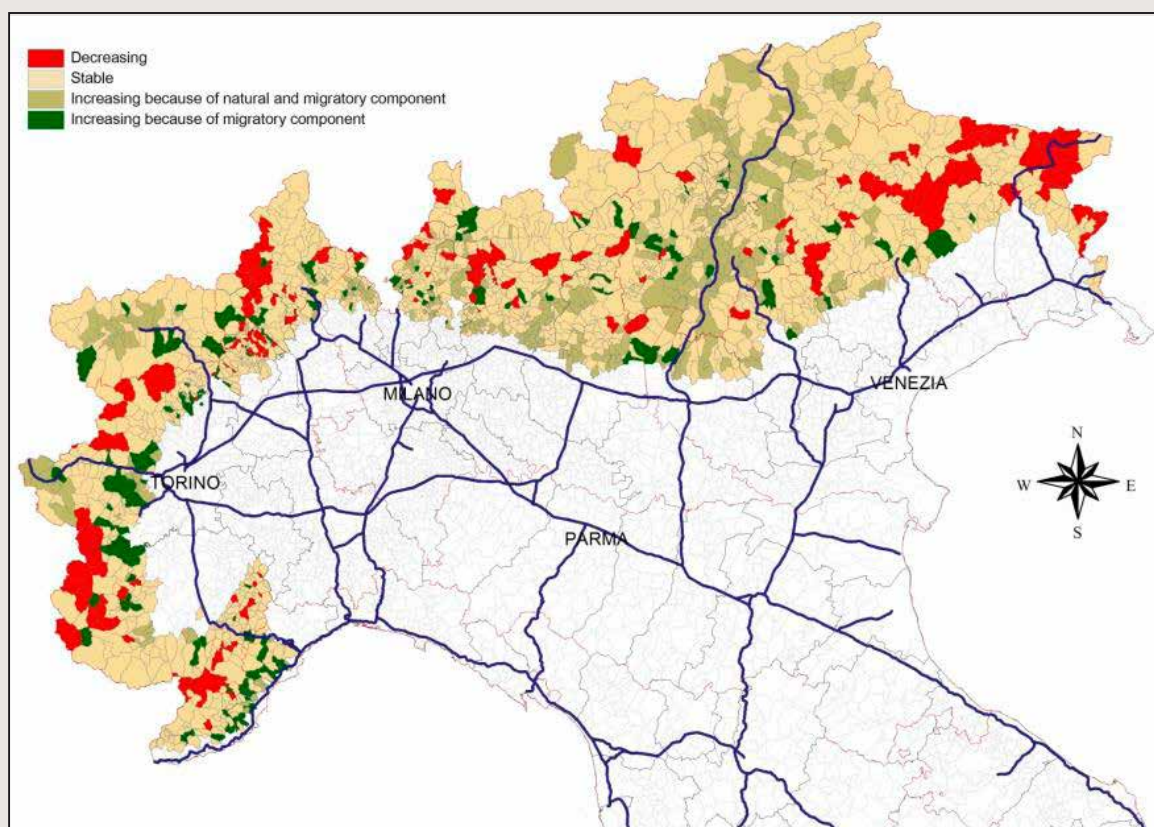 Decreasing
Stable
Increasing because of natural and migratory component
Increasing because of migratory component
MILANO
VENEZIA
TORINO
PARMA
N
W
E
S